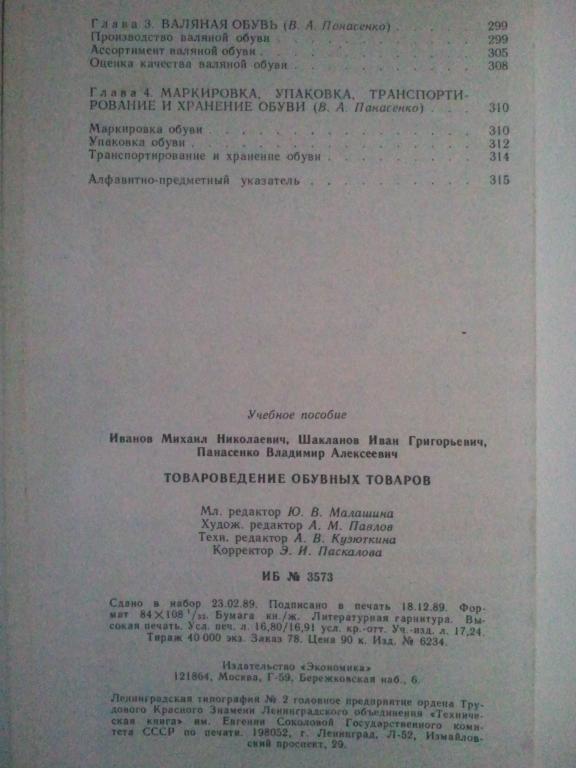 Глава 3. ВАЛЯНАЯ ОБУВЬ (В. А. Панасенко) . . . . 299
Производство валяной обуви . . . . . . . . . 299
Ассортимент валяной обуви . . . . . . . . . . 305
Оценка качества валяной обуви . . . . . . . . 308
Глава 4. МАРКИРОВКА, УПАКОВКА, ТРАНСПОРТИ-
РОВАНИЕ И ХРАНЕНИЕ ОБУВИ (В. А. Панасенко) . . . 310
Маркировка обуви . . . . . . . . . . . . 310
Упаковка обуви . . . . . . . . . . . . . 312
Транспортирование и хранение обуви . . . . . . 314
Алфавитно-предметный указатель . . . . . . . . 315
Учебное пособие
Иванов Михаил Николаевич, Шакланов Иван Григорьевич,
Панасенко Владимир Алексеевич
ТОВАРОВЕДЕНИЕ ОБУВНЫХ ТОВАРОВ
Мл. редактор Ю. В. Малашина
Худож. редактор А. М. Павлов
Техн. редактор А. В. Кузюткина
Корректор Э. И. Паскалова
ИБ № 3573
Сдано в набор 23.02.89. Подписано в печать 18.12.89. Фор-
мат 84×108 1/32. Бумага кн./ж. Литературная гарнитура. Вы-
сокая печать. Усл. печ. л. 16,80/16,91 усл. кр.-отт. Уч.-изд. л. 17,24.
Тираж 40 000 экз. Заказ 78. Цена 90 к. Изд. № 6234.
Издательство «Экономика»
121864, Москва, Г-59, Бережковская наб., 6.
Ленинградская типография № 2 головное предприятие ордена Тру-
дового Красного Знамени Ленинградского объединения «Техниче-
ская книга» им. Евгении Соколовой Государственного коми-
тета СССР по печати. 198052, г. Ленинград, Л-52, Измайлов-
ский проспект, 29.